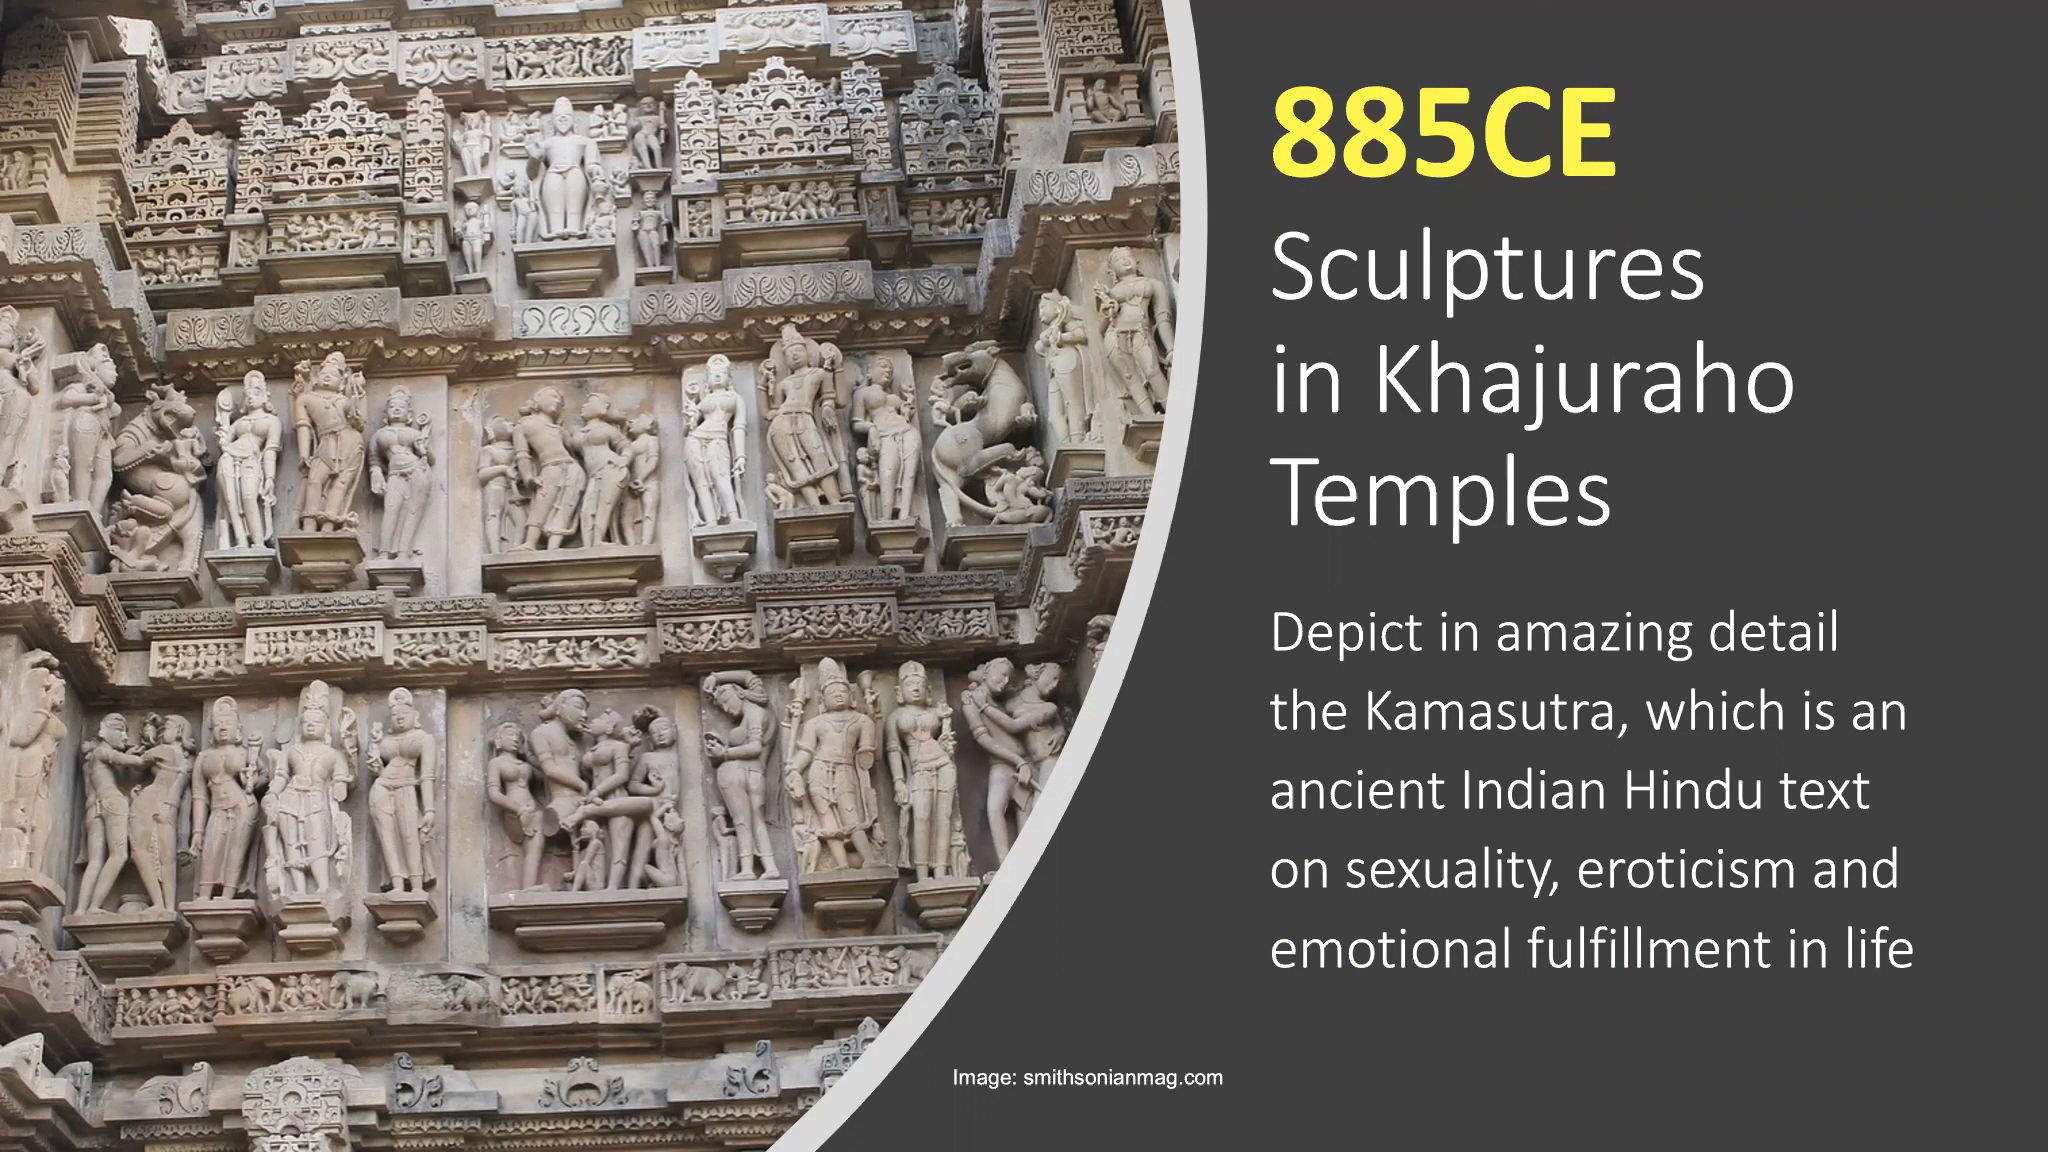 885CE
Sculptures
in Khajuraho
Temples
Depict in amazing detail
the Kamasutra, which is an
ancient Indian Hindu text
on sexuality, eroticism and
emotional fulfillment in life
Image: smithsonianmag.com